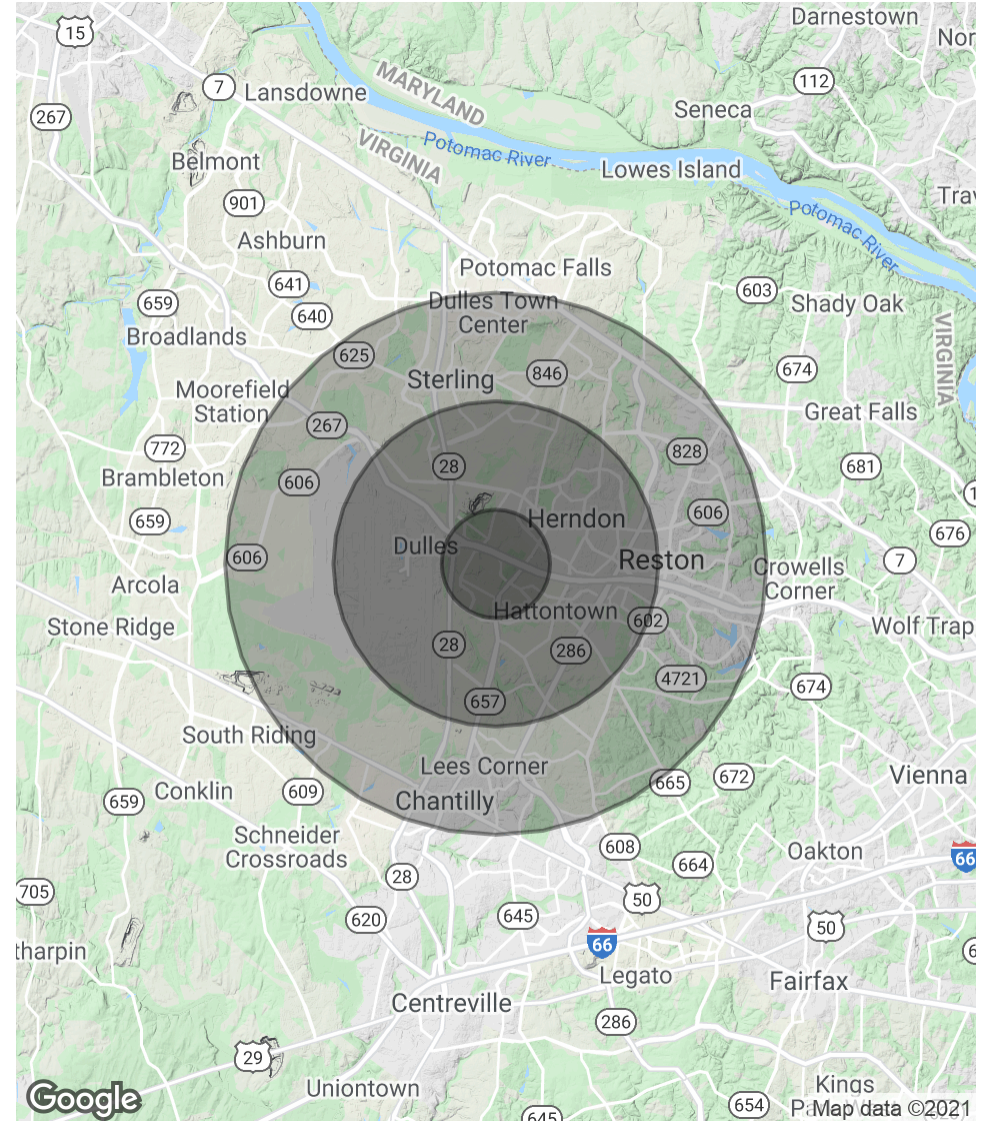 Darnestown
15
Nor
7
Lansdowne
112
MARYLAND
267
Seneca
VIRGINIA
Potomac River
Belmont
Lowes Island
901
Trav
Potomac River
Ashburn
Potomac Falls
641
603
659
Dulles Town
Center
Shady Oak
640
Broadlands
VIRGINIA
625
674
846
Sterling
Moorefield
Station
Great Falls
267
772
828
28
681
Brambleton
606
1
659
606
Herndon
676
Dulles
606
Reston
7
Crowells
Corner
Arcola
Hattontown
602
Stone Ridge
Wolf Trap
28
286
4721
674
657
South Riding
Lees Corner
672
Vienna
665
Conklin
609
659
Chantilly
Schneider
Crossroads
608
Oakton
66
664
28
705
50
645
620
50
66
tharpin
6
Legato
Fairfax
Centreville
286
29
Uniontown
Kings
Google
654
Map data ©2021
645